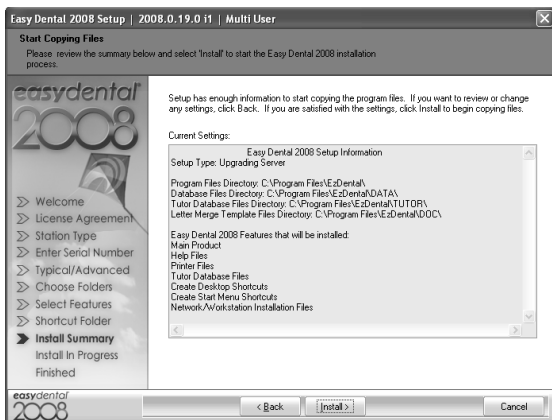 Easy Dental 2008 Setup | 2008.0.19.0 i1 | Multi User
Start Copying Files
Please review the summary below and select 'Install' to start the Easy Dental 2008 installation
process.
easydental
2008
Welcome
License Agreement
Station Type
Enter Serial Number
Typical/Advanced
Choose Folders
Select Features
Shortcut Folder
Install Summary
Install In Progress
Finished
Setup has enough information to start copying the program files. If you want to review or change
any settings, click Back. If you are satisfied with the settings, click Install to begin copying files.
Current Settings:
Easy Dental 2008 Setup Information
Setup Type: Upgrading Server
Program Files Directory: C:\Program Files\EzDental\
Database Files Directory: C:\Program Files\EzDental\DATA\
Tutor Database Files Directory: C:\Program Files\EzDental\TUTOR\
Letter Merge Template Files Directory: C:\Program Files\EzDental\DOC\
Easy Dental 2008 Features that will be installed:
Main Product
Help Files
Printer Files
Tutor Database Files
Create Desktop Shortcuts
Create Start Menu Shortcuts
Network/Workstation Installation Files
easydental
2008
< Back
Install >
Cancel